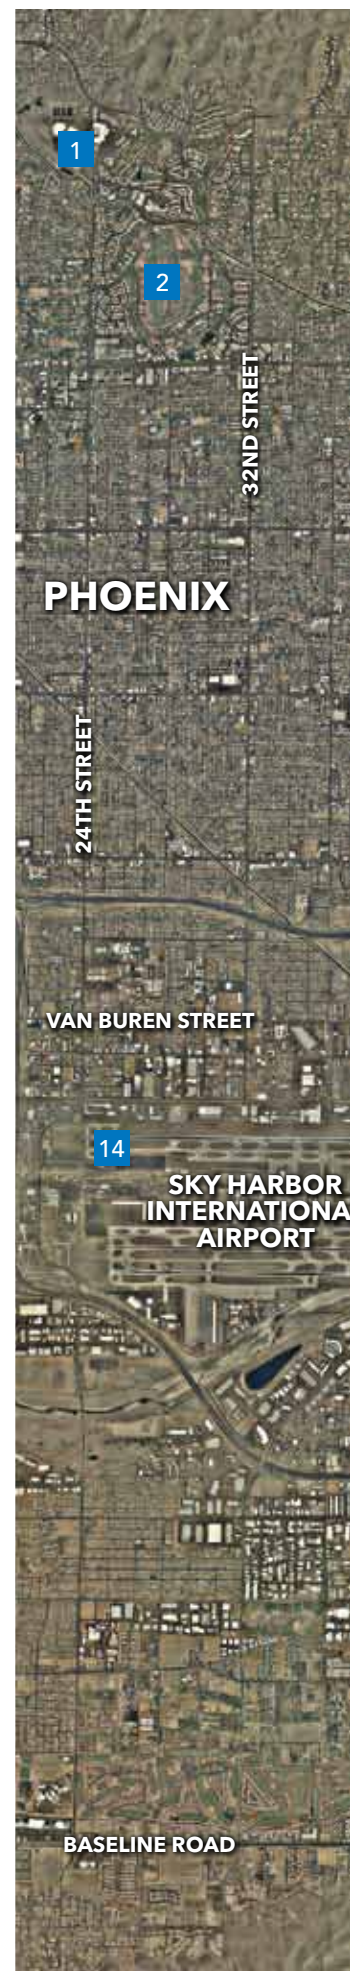 1
2
32ND STREET
PHOENIX
24TH STREET
VAN BUREN STREET
14
SKY HARBOR
INTERNATIONA
AIRPORT
BASELINE ROAD